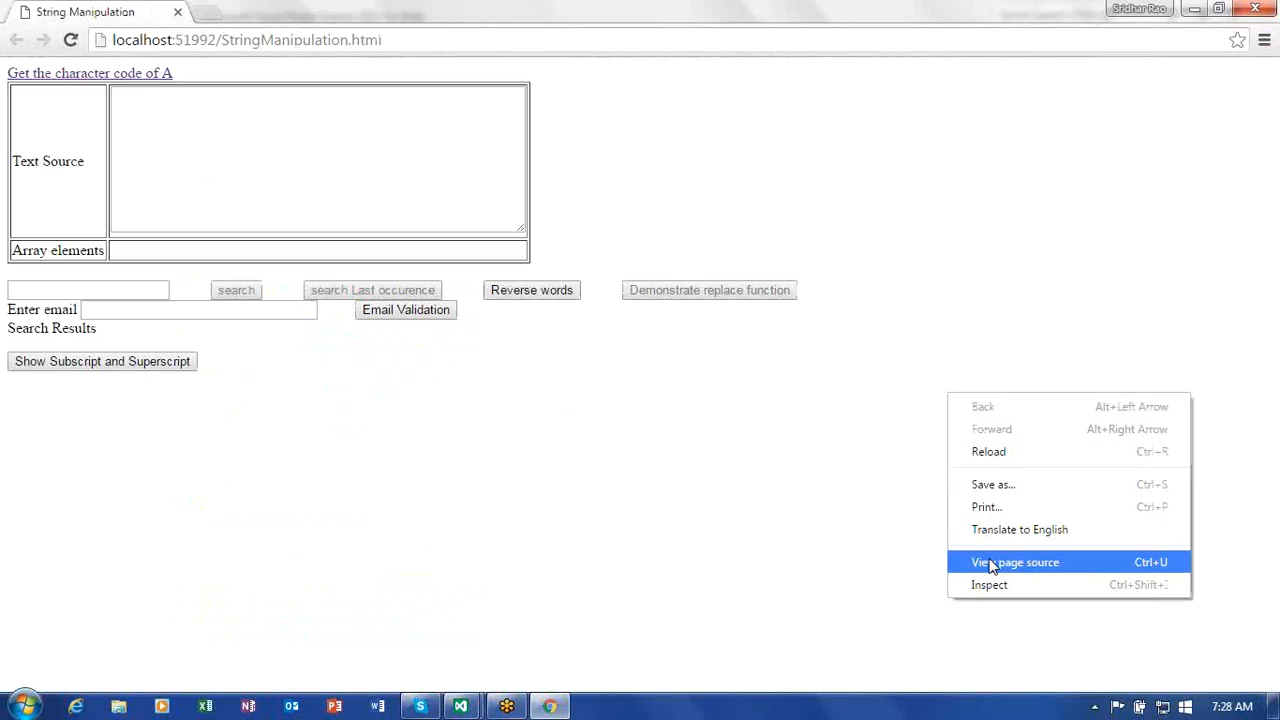 String Manipulation
Sridhar Rao
localhost:51992/StringManipulation.html
Get the character code of A
Text Source
Array elements
search
search Last occurence
Reverse words
Demonstrate replace function
Enter email
Email Validation
Search Results
Show Subscript and Superscript
Back Alt+Left Arrow
Forward Alt+Right Arrow
Reload Ctrl+R
Save as... Ctrl+S
Print... Ctrl+P
Translate to English
View page source Ctrl+U
Inspect Ctrl+Shift+I
7:28 AM